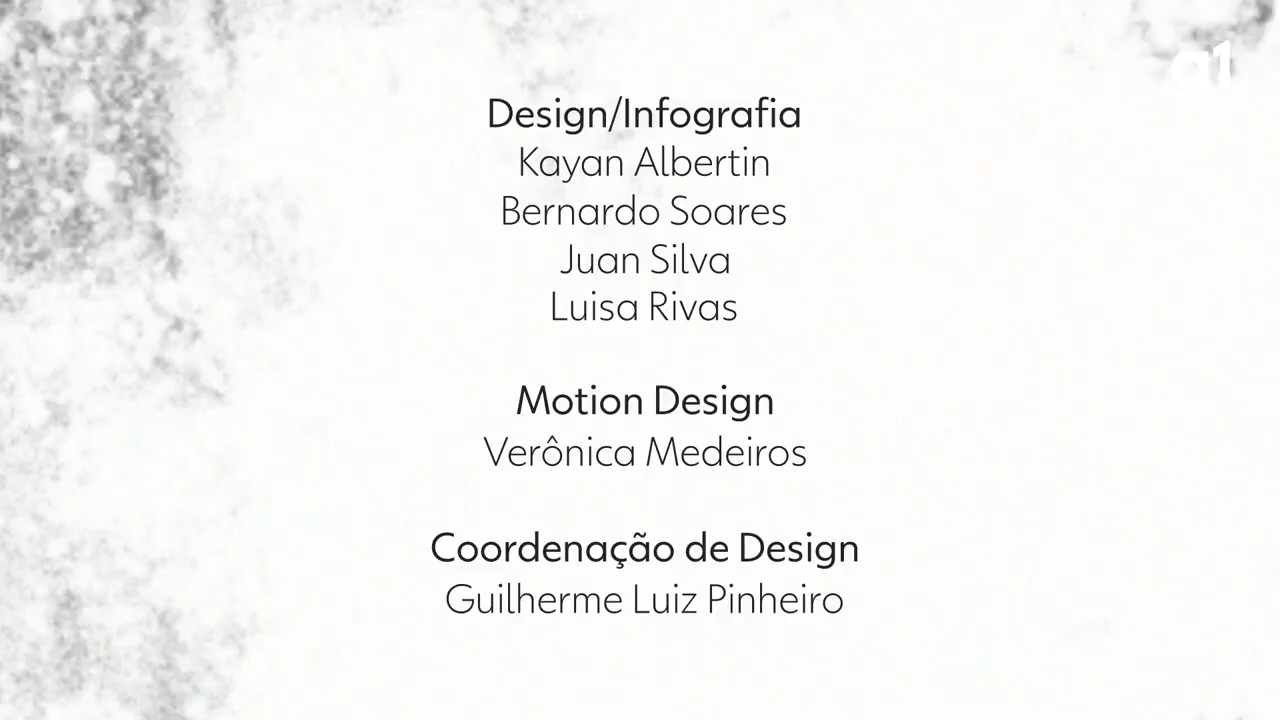 g1
Design/Infografia
Kayan Albertin
Bernardo Soares
Juan Silva
Luisa Rivas
Motion Design
Verônica Medeiros
Coordenação de Design
Guilherme Luiz Pinheiro